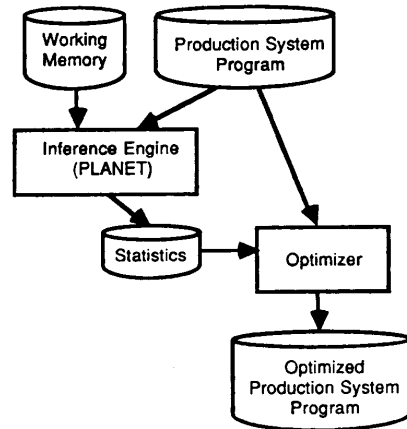 Working
Memory
Production System
Program
Inference Engine
(PLANET)
Statistics
Optimizer
Optimized
Production System
Program